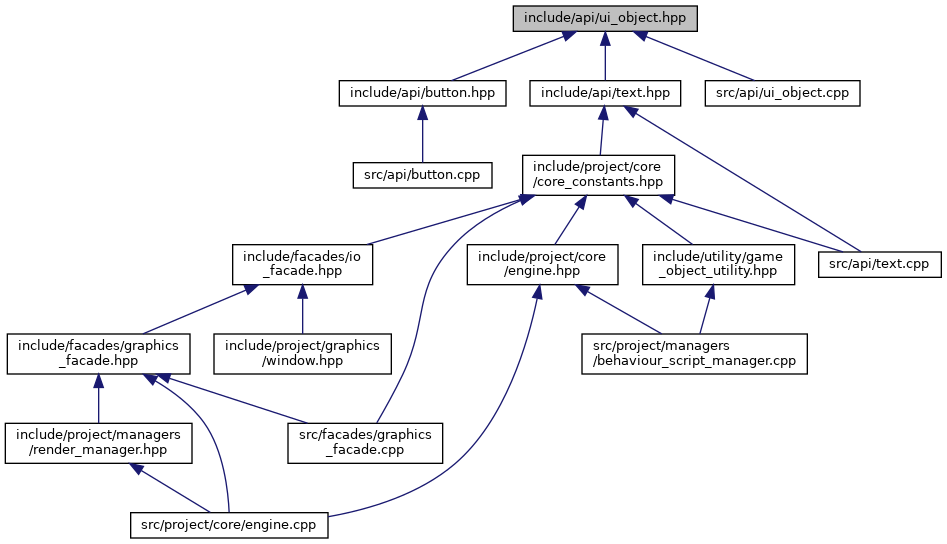 include/api/ui_object.hpp
include/api/button.hpp
include/api/text.hpp
src/api/ui_object.cpp
src/api/button.cpp
include/project/core
/core_constants.hpp
include/facades/io
_facade.hpp
include/project/core
/engine.hpp
include/utility/game
_object_utility.hpp
src/api/text.cpp
include/facades/graphics
_facade.hpp
include/project/graphics
/window.hpp
src/project/managers
/behaviour_script_manager.cpp
include/project/managers
/render_manager.hpp
src/facades/graphics
_facade.cpp
src/project/core/engine.cpp